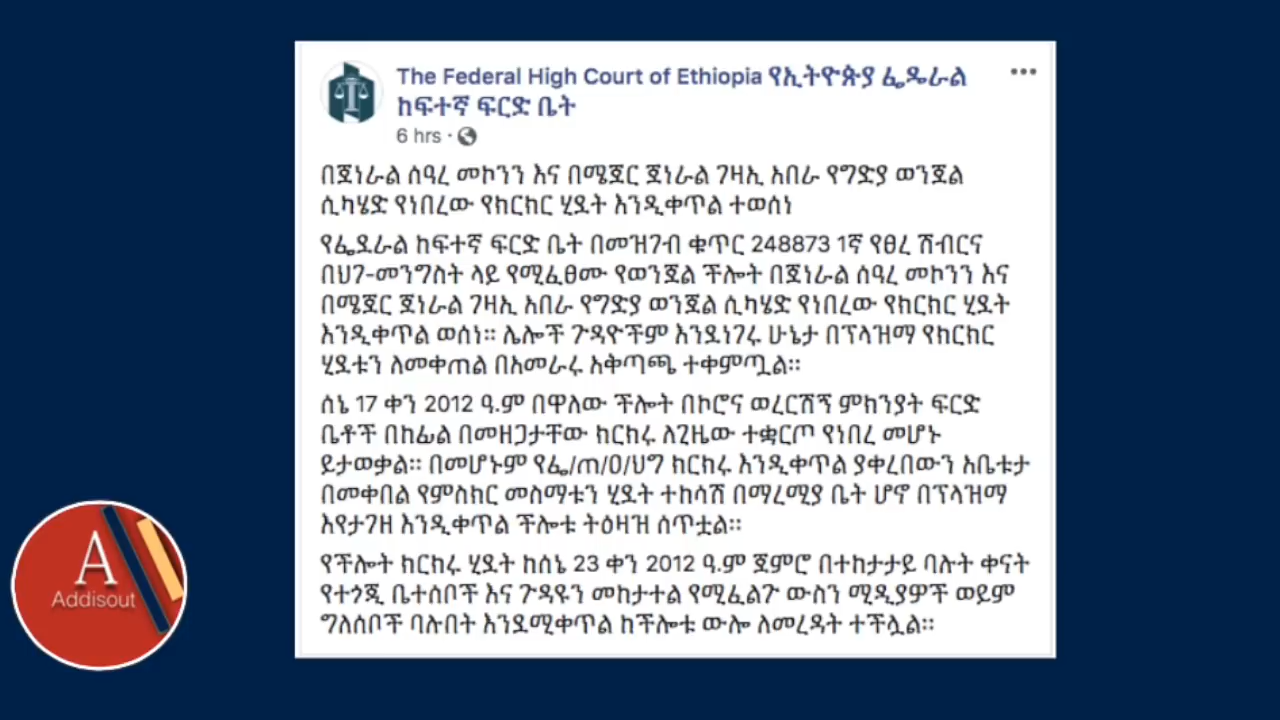 The Federal High Court of Ethiopia የኢትዮጵያ ፌዴራል
ከፍተኛ ፍርድ ቤት
6 hrs ·
በጀነራል ሰዓረ መኮንን እና በሜጀር ጀነራል ገዛኢ አበራ የግድያ ወንጀል
ሲካሄድ የነበረው የክርክር ሂደት እንዲቀጥል ተወሰነ
የፌደራል ከፍተኛ ፍርድ ቤት በመዝገብ ቁጥር 248873 1ኛ የፀረ ሽብርና
በህገ-መንግስት ላይ የሚፈፀሙ የወንጀል ችሎት በጀነራል ሰዓረ መኮንን እና
በሜጀር ጀነራል ገዛኢ አበራ የግድያ ወንጀል ሲካሄድ የነበረው የክርክር ሂደት
እንዲቀጥል ወሰነ። ሌሎች ጉዳዮችም እንደነገሩ ሁኔታ በፕላዝማ የክርክር
ሂደቱን ለመቀጠል በአመራሩ አቅጣጫ ተቀምጧል።
ሰኔ 17 ቀን 2012 ዓ.ም በዋለው ችሎት በኮሮና ወረርሽኝ ምክንያት ፍርድ
ቤቶች በከፊል በመዘጋታቸው ክርክሩ ለጊዜው ተቋርጦ የነበረ መሆኑ
ይታወቃል። በመሆኑም የፌ/ጠ/ዐ/ህግ ክርክሩ እንዲቀጥል ያቀረበውን አቤቱታ
በመቀበል የምስክር መስማቱን ሂደት ተከሳሽ በማረሚያ ቤት ሆኖ በፕላዝማ
እየታገዘ እንዲቀጥል ችሎቱ ትዕዛዝ ሰጥቷል።
የችሎት ክርክሩ ሂደት ከሰኔ 23 ቀን 2012 ዓ.ም ጀምሮ በተከታታይ ባሉት ቀናት
የተጎጂ ቤተሰቦች እና ጉዳዩን መከታተል የሚፈልጉ ውስን ሚዲያዎች ወይም
ግለሰቦች ባሉበት እንደሚቀጥል ከችሎቱ ውሎ ለመረዳት ተችሏል።
A
Addisout